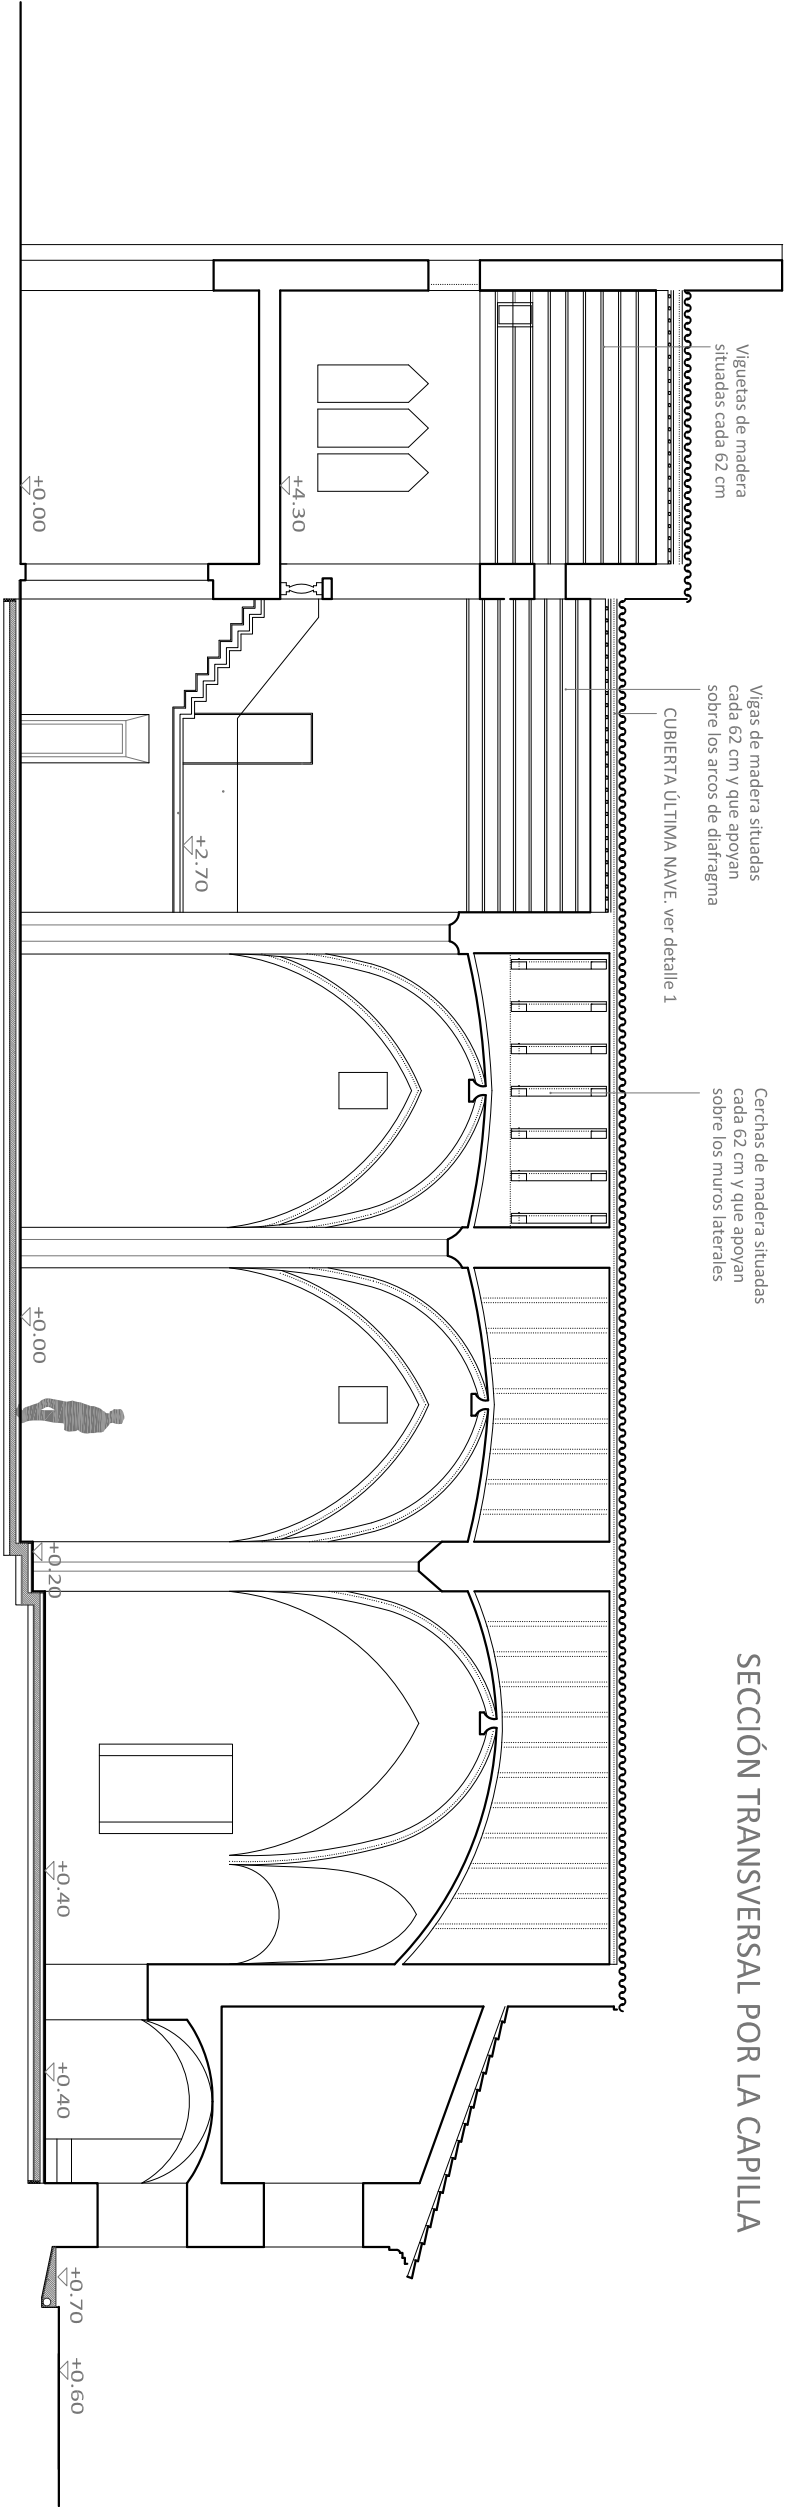 SECCIÓN TRANSVERSAL POR LA CAPILLA
Viguetas de madera
situadas cada 62 cm
Vigas de madera situadas
cada 62 cm y que apoyan
sobre los arcos de diafragma
CUBIERTA ÚLTIMA NAVE. ver detalle 1
Cerchas de madera situadas
cada 62 cm y que apoyan
sobre los muros laterales
+4.30
+0.00
+2.70
+0.00
+0.20
+0.40
+0.40
+0.70
+0.60